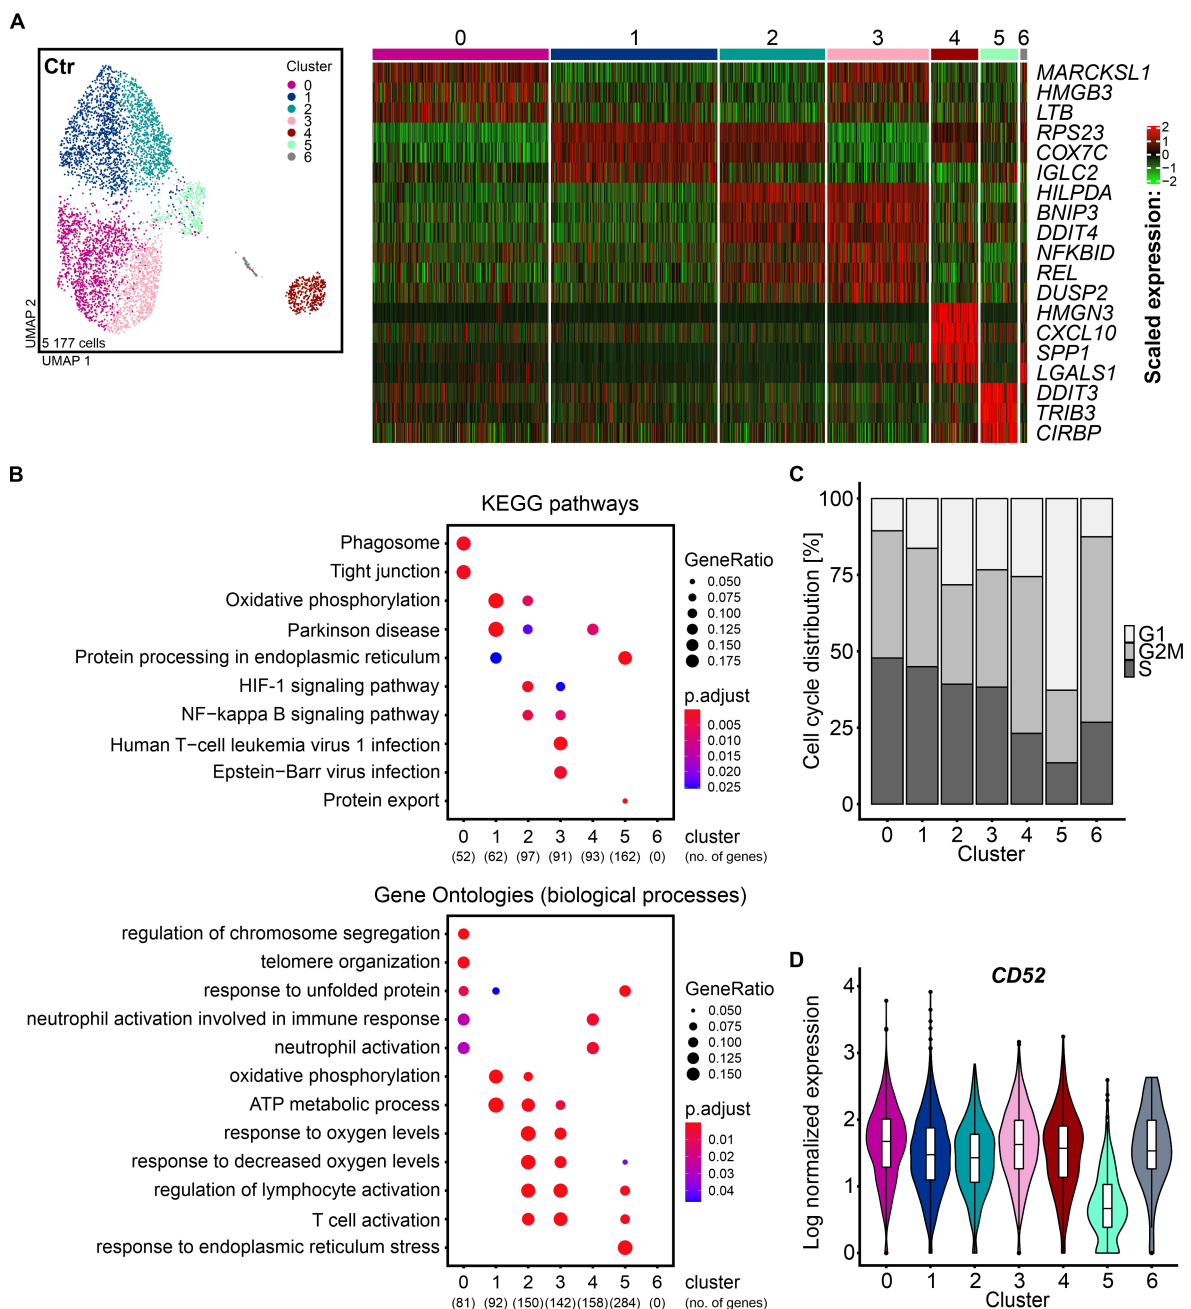 A
Ctr
Cluster
0
1
2
3
4
5
6
UMAP 2
5 177 cells
UMAP 1
0 1 2 3 4 5 6
MARCKSL1
HMGB3
LTB
RPS23
COX7C
IGLC2
HILPDA
BNIP3
DDIT4
NFKBID
REL
DUSP2
HMGN3
CXCL10
SPP1
LGALS1
DDIT3
TRIB3
CIRBP
Scaled expression:
2
1
0
−1
−2
B
KEGG pathways
Phagosome
Tight junction
Oxidative phosphorylation
Parkinson disease
Protein processing in endoplasmic reticulum
HIF−1 signaling pathway
NF−kappa B signaling pathway
Human T−cell leukemia virus 1 infection
Epstein−Barr virus infection
Protein export
0 1 2 3 4 5 6 cluster
(52) (62) (97) (91) (93) (162) (0) (no. of genes)
GeneRatio
0.050
0.075
0.100
0.125
0.150
0.175
p.adjust
0.005
0.010
0.015
0.020
0.025
Gene Ontologies (biological processes)
regulation of chromosome segregation
telomere organization
response to unfolded protein
neutrophil activation involved in immune response
neutrophil activation
oxidative phosphorylation
ATP metabolic process
response to oxygen levels
response to decreased oxygen levels
regulation of lymphocyte activation
T cell activation
response to endoplasmic reticulum stress
0 1 2 3 4 5 6 cluster
(81) (92) (150) (142) (158) (284) (0) (no. of genes)
GeneRatio
0.050
0.075
0.100
0.125
0.150
p.adjust
0.01
0.02
0.03
0.04
C
Cell cycle distribution [%]
100
75
50
25
0
0 1 2 3 4 5 6
Cluster
G1
G2M
S
D
CD52
Log normalized expression
4
3
2
1
0
0 1 2 3 4 5 6
Cluster